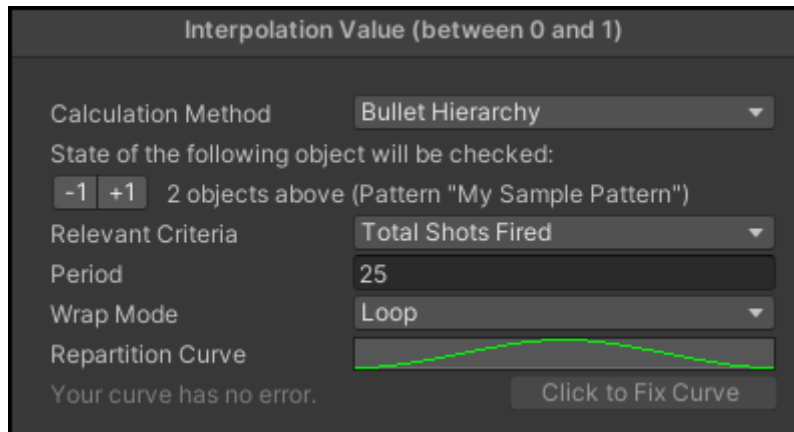 Interpolation Value (between 0 and 1)
Calculation Method Bullet Hierarchy
State of the following object will be checked:
-1 +1 2 objects above (Pattern "My Sample Pattern")
Relevant Criteria Total Shots Fired
Period 25
Wrap Mode Loop
Repartition Curve
Your curve has no error. Click to Fix Curve